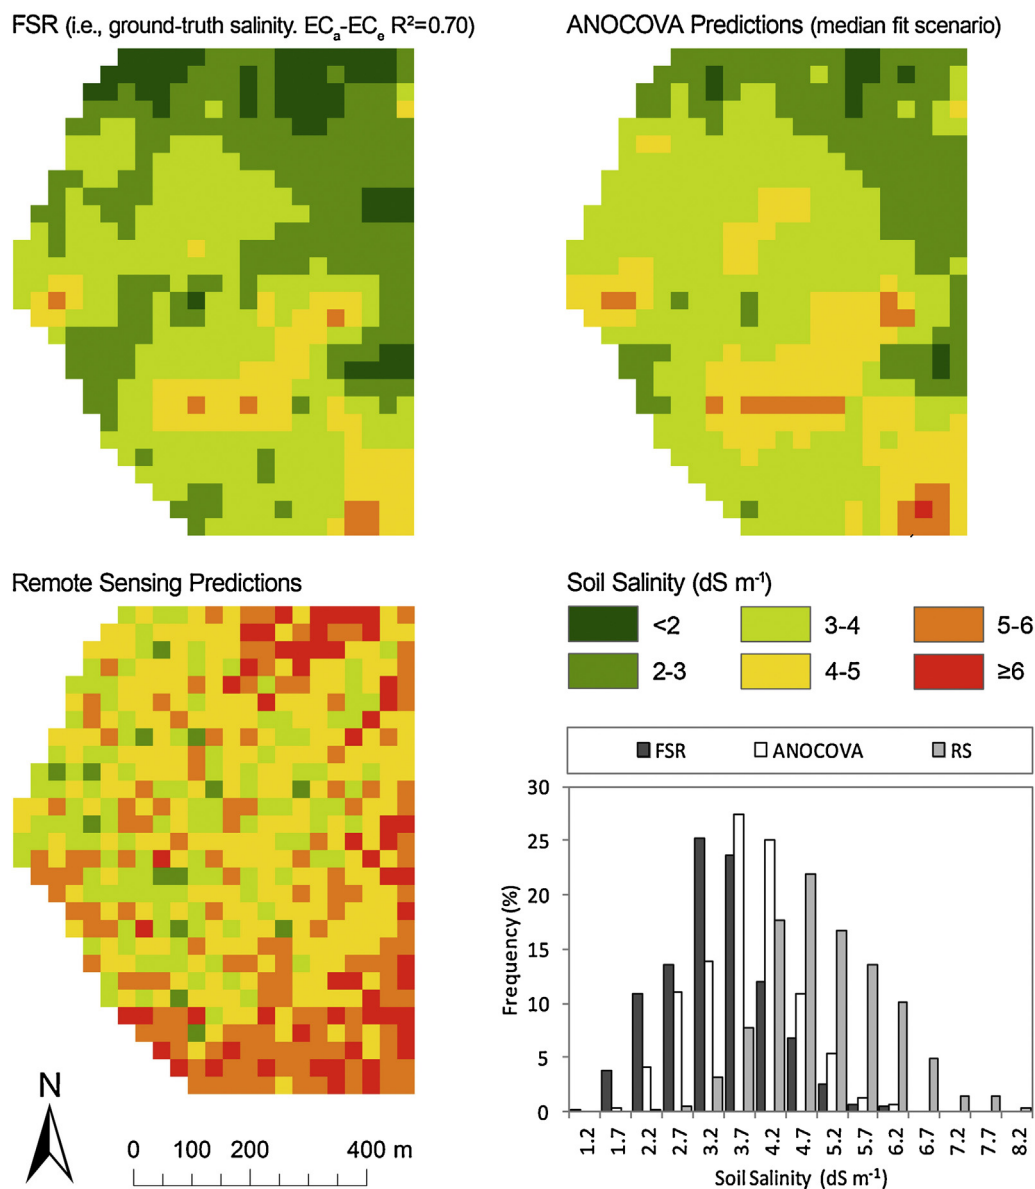 FSR (i.e., ground-truth salinity. ECa-ECe R²=0.70)
ANOCOVA Predictions (median fit scenario)
Remote Sensing Predictions
Soil Salinity (dS m⁻¹)
<2
3-4
5-6
2-3
4-5
≥6
FSR
ANOCOVA
RS
30
25
20
15
10
5
0
Frequency (%)
1.2
1.7
2.2
2.7
3.2
3.7
4.2
4.7
5.2
5.7
6.2
6.7
7.2
7.7
8.2
Soil Salinity (dS m⁻¹)
N
0 100 200 400 m